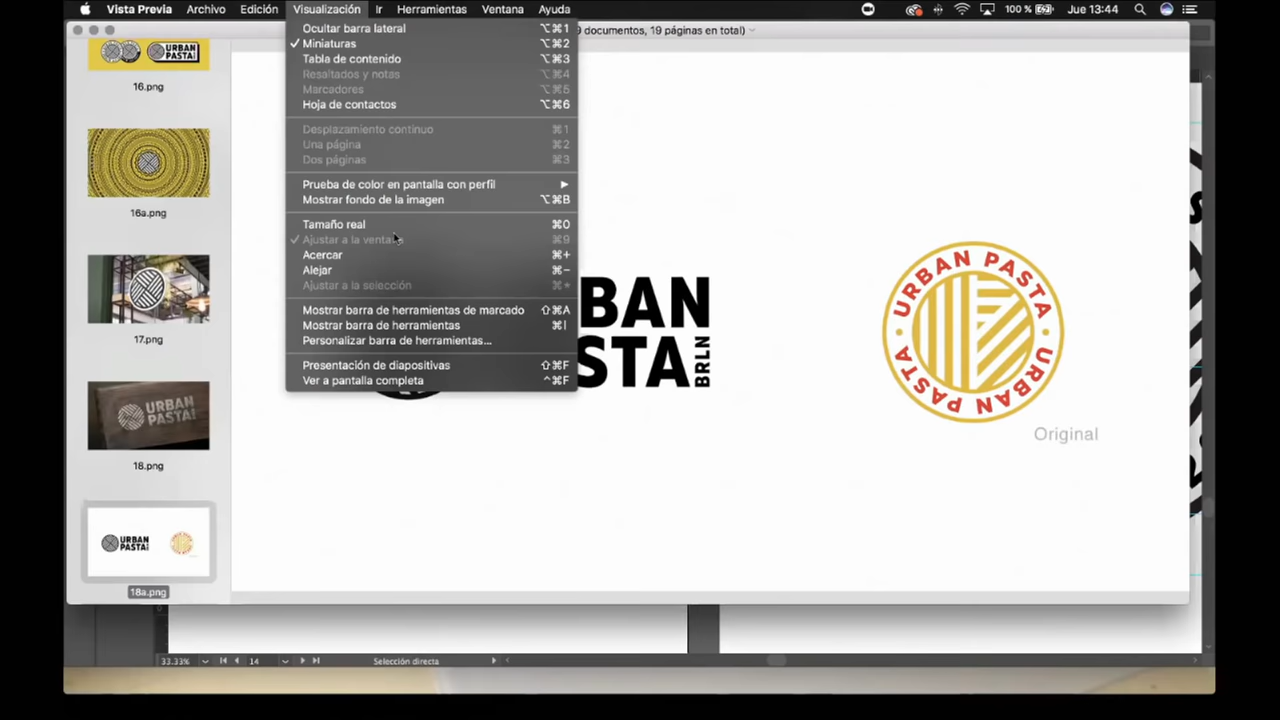 Vista Previa Archivo Edición Visualización Ir Herramientas Ventana Ayuda 100 % Jue 13:44
9 documentos, 19 páginas en total)
Ocultar barra lateral ⌥⌘1
✓ Miniaturas ⌥⌘2
Tabla de contenido ⌥⌘3
Resaltados y notas ⌥⌘4
Marcadores ⌥⌘5
Hoja de contactos ⌥⌘6
Desplazamiento continuo ⌘1
Una página ⌘2
Dos páginas ⌘3
Prueba de color en pantalla con perfil ▶
Mostrar fondo de la imagen ⌥⌘B
Tamaño real ⌘0
✓ Ajustar a la venta ⌘9
Acercar ⌘+
Alejar ⌘−
Ajustar a la selección ⌘*
Mostrar barra de herramientas de marcado ⇧⌘A
Mostrar barra de herramientas ⌘|
Personalizar barra de herramientas...
Presentación de diapositivas ⇧⌘F
Ver a pantalla completa ^⌘F
URBAN
PASTA
16.png
16a.png
17.png
URBAN
PASTA
18.png
URBAN
PASTA
18a.png
BAN
STA BRLN
URBAN PASTA · URBAN PASTA ·
Original
33.33% 14 Selección directa